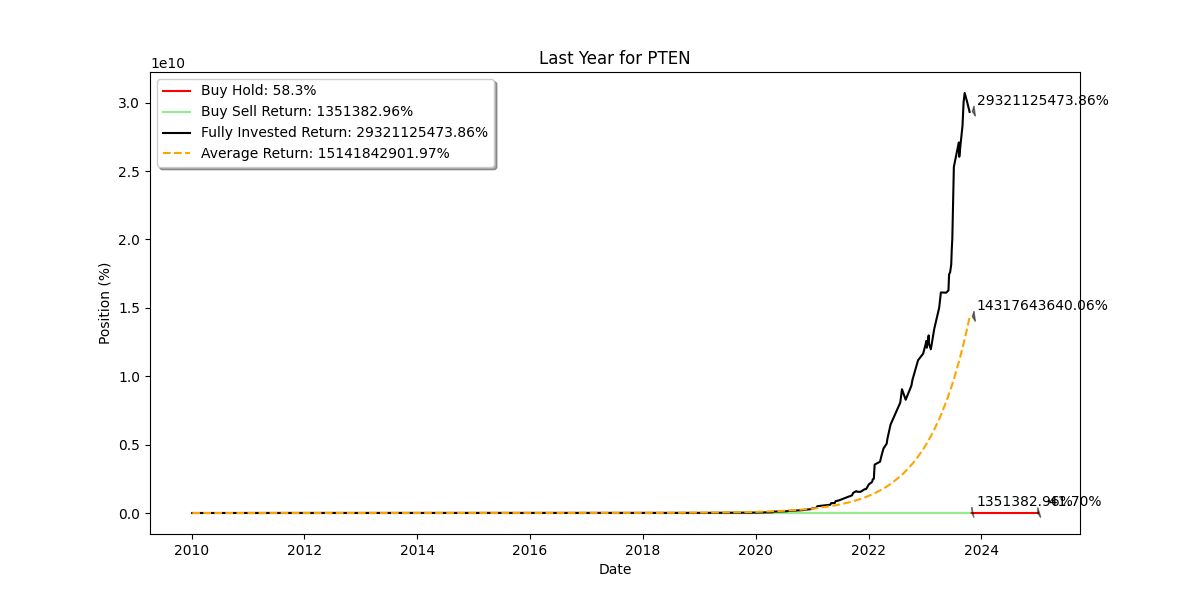 Last Year for PTEN
1e10
Buy Hold: 58.3%
Buy Sell Return: 1351382.96%
Fully Invested Return: 29321125473.86%
Average Return: 15141842901.97%
29321125473.86%
14317643640.06%
1351382.96%
-41.70%
3.0
2.5
2.0
1.5
1.0
0.5
0.0
Position (%)
2010
2012
2014
2016
2018
2020
2022
2024
Date